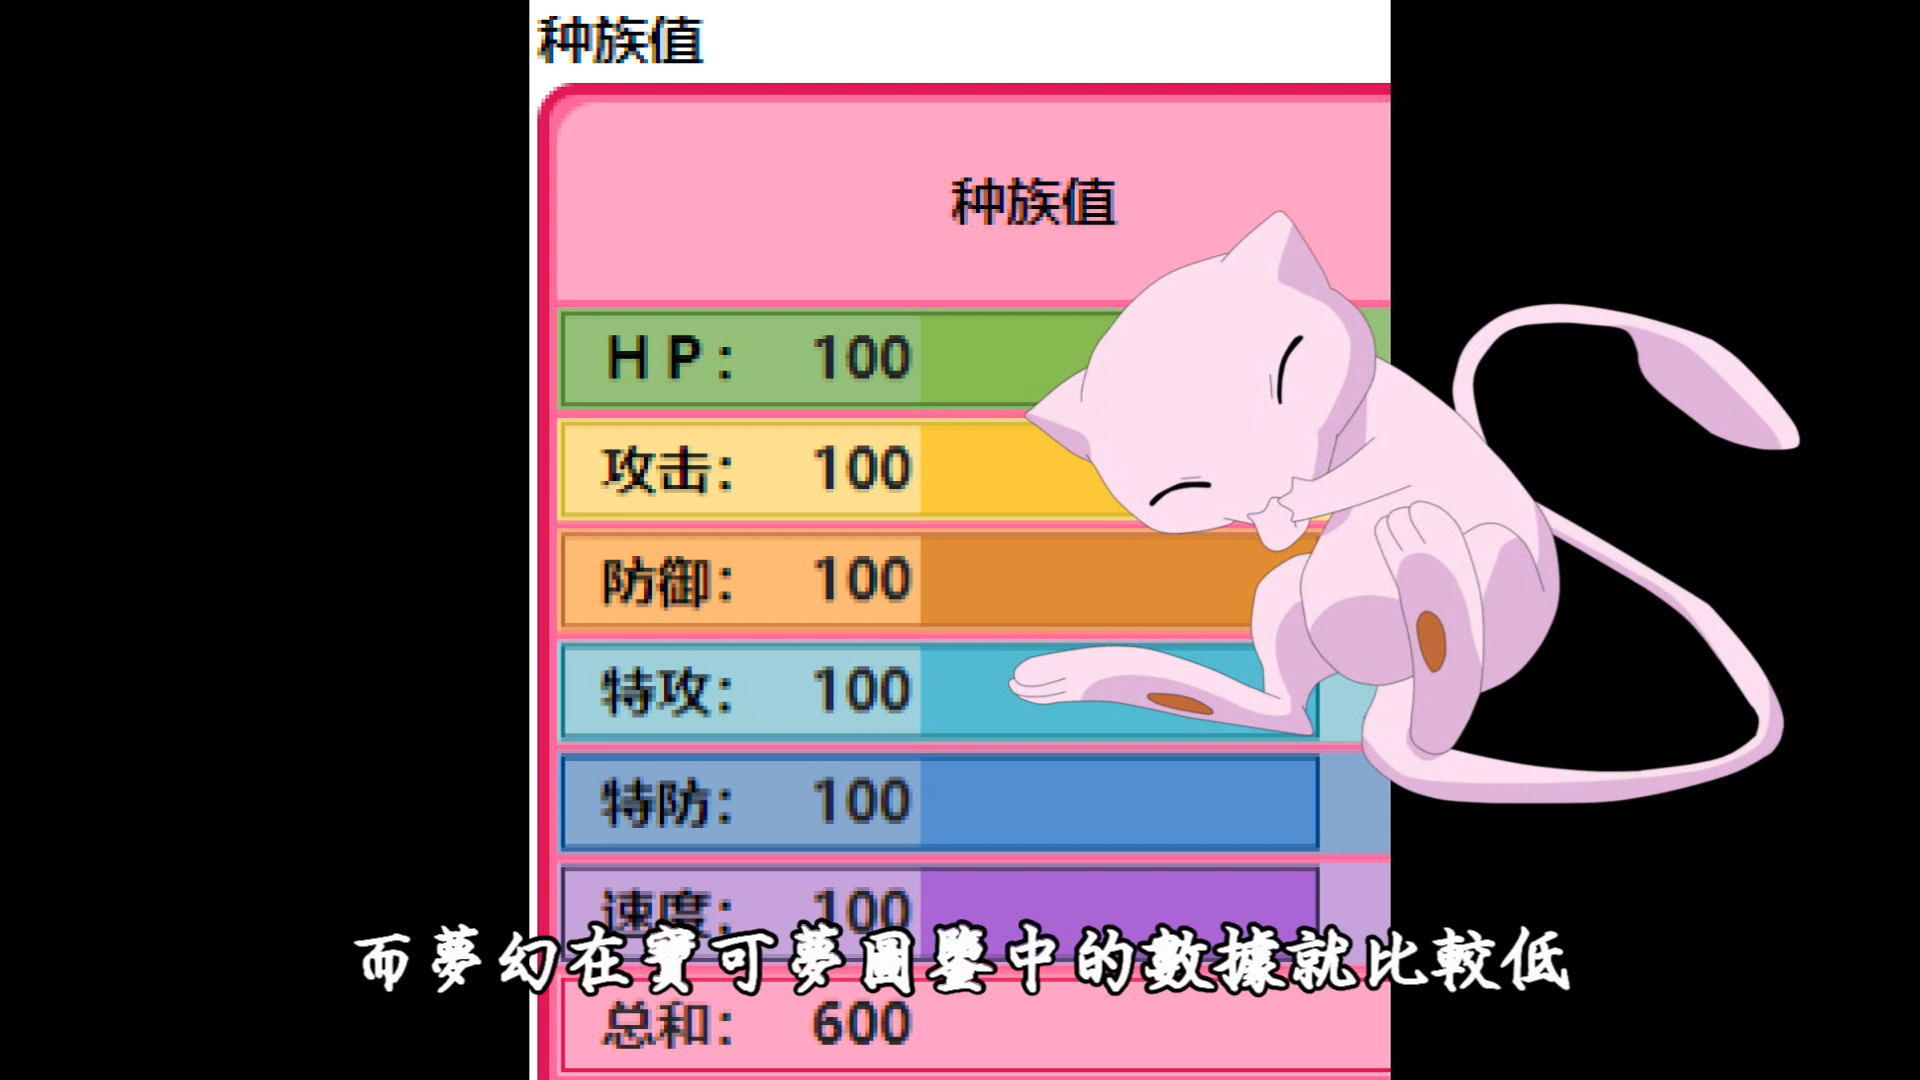 种族值
种族值
HP: 100
攻击: 100
防御: 100
特攻: 100
特防: 100
速度: 100
而夢幻在寶可夢圖鑒中的數據就比較低
总和: 600